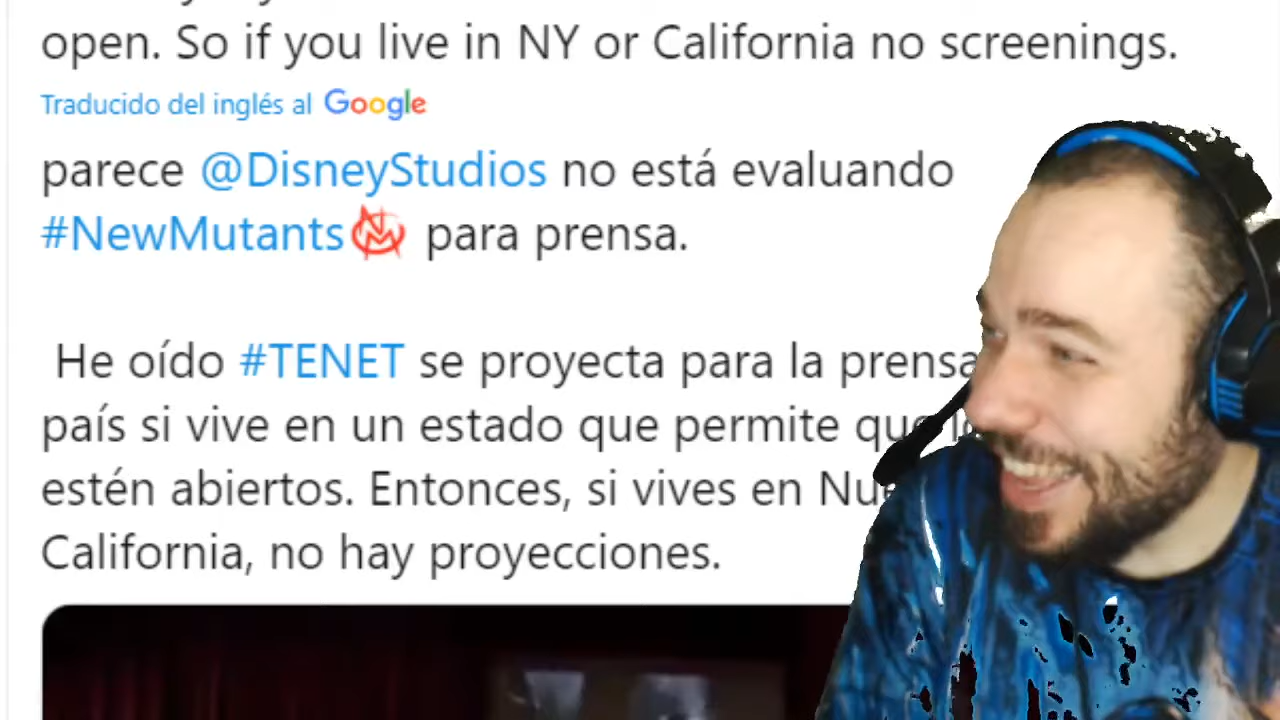 open. So if you live in NY or California no screenings.
Traducido del inglés al Google
parece @DisneyStudios no está evaluando
#NewMutants para prensa.
He oído #TENET se proyecta para la prensa
país si vive en un estado que permite que
estén abiertos. Entonces, si vives en
California, no hay proyecciones.